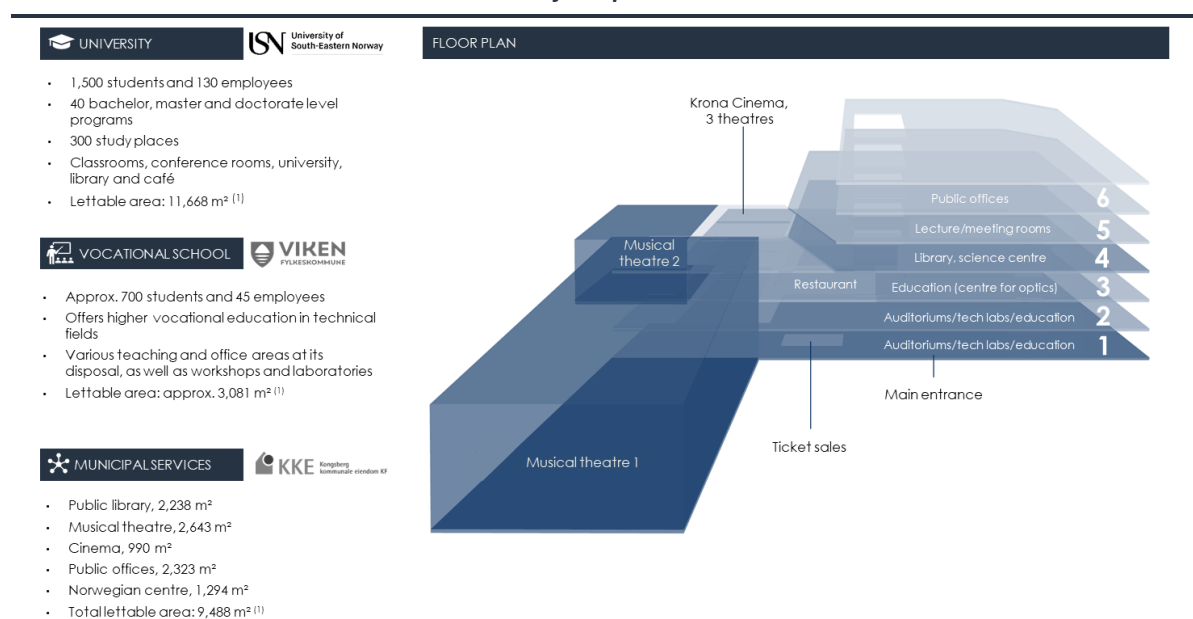 UNIVERSITY
USN University of
South-Eastern Norway
• 1,500 students and 130 employees
• 40 bachelor, master and doctorate level
programs
• 300 study places
• Classrooms, conference rooms, university,
library and café
• Lettable area: 11,668 m² (1)
VOCATIONAL SCHOOL
VIKEN
FYLKESKOMMUNE
• Approx. 700 students and 45 employees
• Offers higher vocational education in technical
fields
• Various teaching and office areas at its
disposal, as well as workshops and laboratories
• Lettable area: approx. 3,081 m² (1)
MUNICIPAL SERVICES
KKE Kongsberg
kommunale eiendom KF
• Public library, 2,238 m²
• Musical theatre, 2,643 m²
• Cinema, 990 m²
• Public offices, 2,323 m²
• Norwegian centre, 1,294 m²
• Total lettable area: 9,488 m² (1)
FLOOR PLAN
Krona Cinema,
3 theatres
Public offices 6
Lecture/meeting rooms 5
Musical
theatre 2
Library, science centre 4
Restaurant
Education (centre for optics) 3
Auditoriums/tech labs/education 2
Auditoriums/tech labs/education 1
Main entrance
Ticket sales
Musical theatre 1